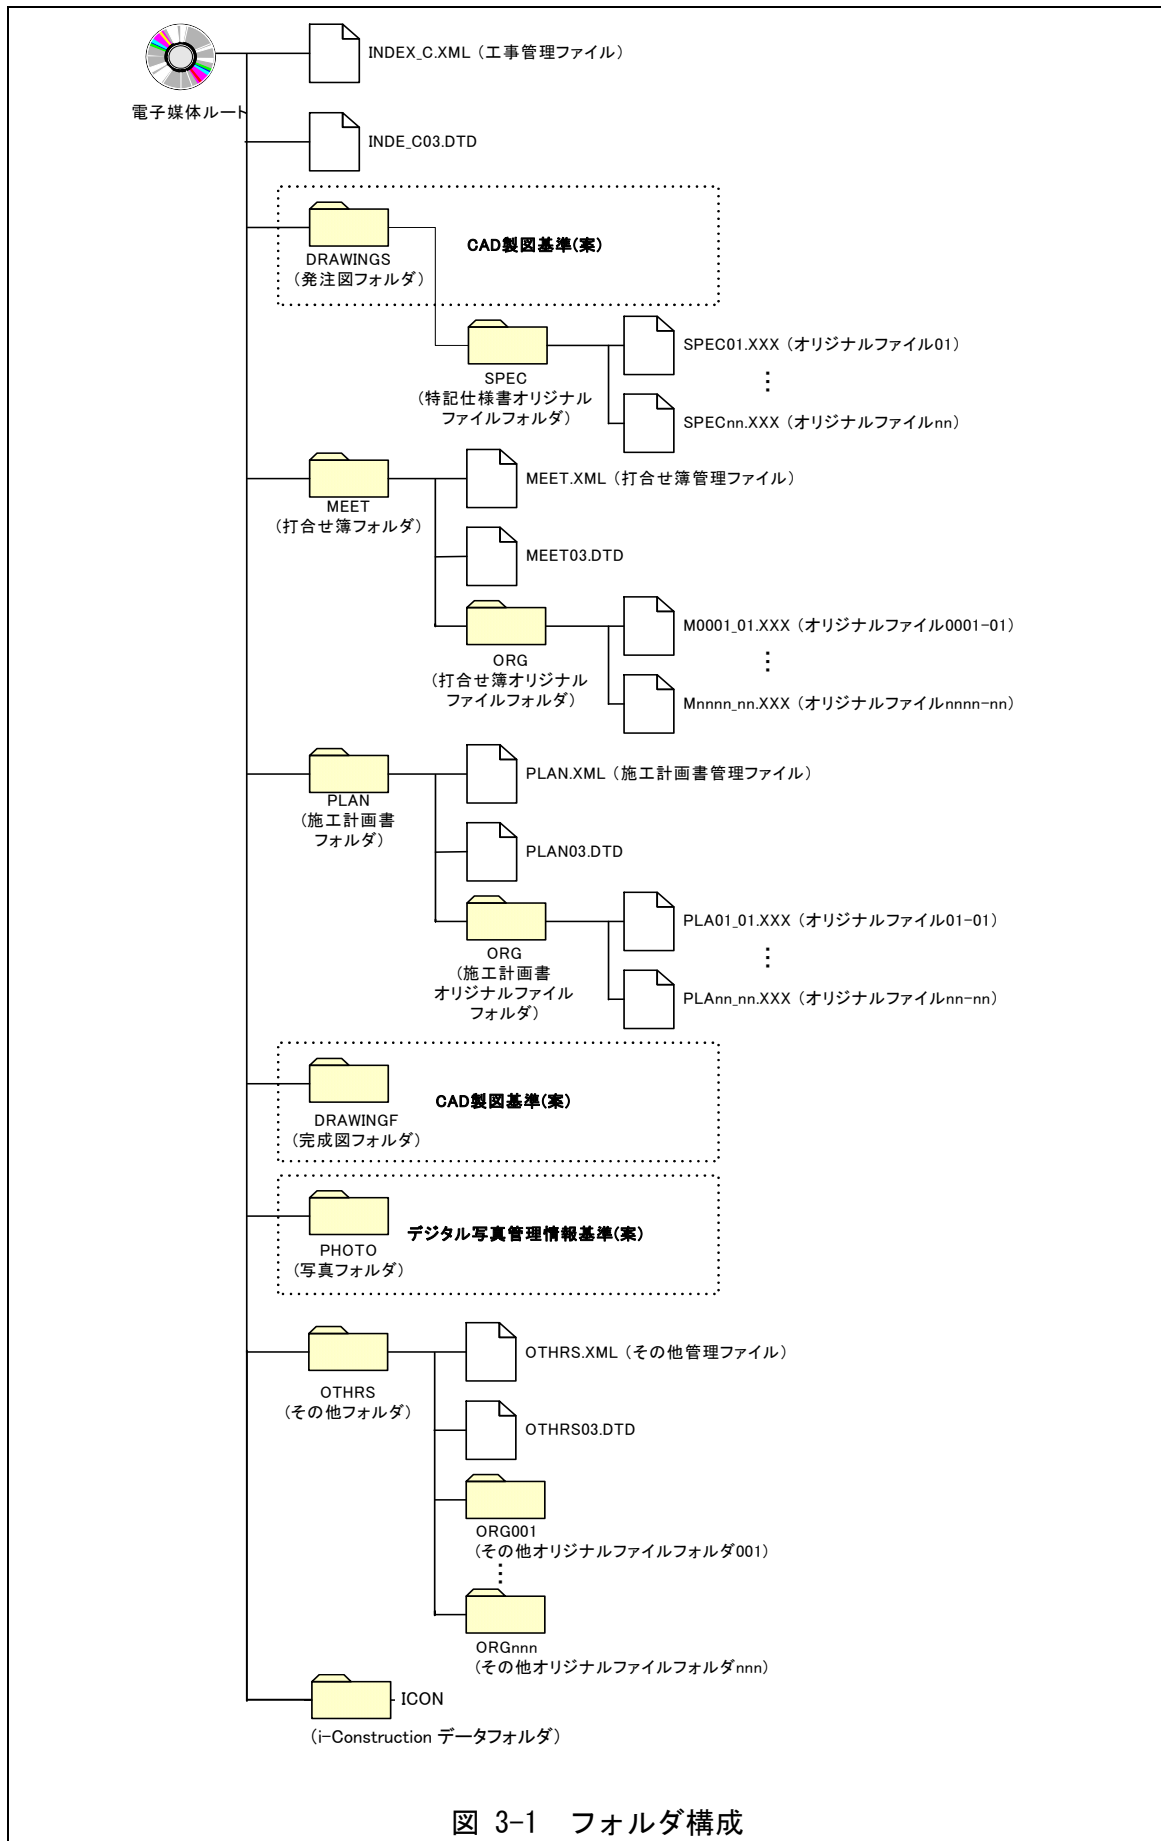 INDEX_C.XML（工事管理ファイル）
電子媒体ルート
INDE_C03.DTD
CAD製図基準(案)
DRAWINGS
（発注図フォルダ）
SPEC01.XXX（オリジナルファイル01）
⋮
SPEC
（特記仕様書オリジナル
ファイルフォルダ）
SPECnn.XXX（オリジナルファイルnn）
MEET.XML（打合せ簿管理ファイル）
MEET
（打合せ簿フォルダ）
MEET03.DTD
M0001_01.XXX（オリジナルファイル0001-01）
⋮
ORG
（打合せ簿オリジナル
ファイルフォルダ）
Mnnnn_nn.XXX（オリジナルファイルnnnn-nn）
PLAN.XML（施工計画書管理ファイル）
PLAN
（施工計画書
フォルダ）
PLAN03.DTD
PLA01_01.XXX（オリジナルファイル01-01）
⋮
ORG
（施工計画書
オリジナルファイル
フォルダ）
PLAnn_nn.XXX（オリジナルファイルnn-nn）
CAD製図基準(案)
DRAWINGF
（完成図フォルダ）
デジタル写真管理情報基準(案)
PHOTO
（写真フォルダ）
OTHRS.XML（その他管理ファイル）
OTHRS
（その他フォルダ）
OTHRS03.DTD
ORG001
（その他オリジナルファイルフォルダ001）
⋮
ORGnnn
（その他オリジナルファイルフォルダnnn）
ICON
（i-Construction データフォルダ）
図 3-1　フォルダ構成